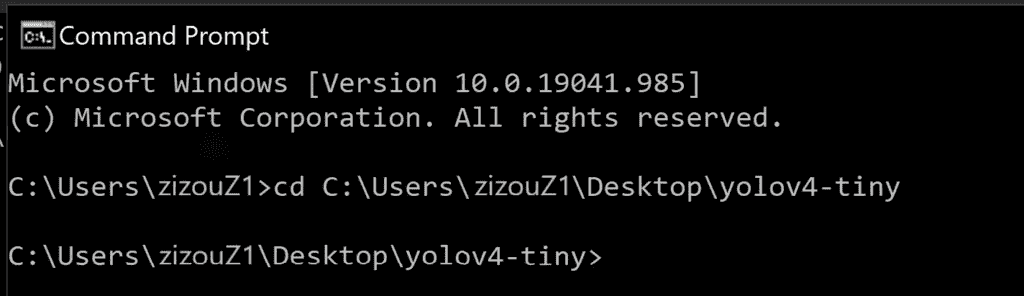 Command Prompt
Microsoft Windows [Version 10.0.19041.985]
(c) Microsoft Corporation. All rights reserved.
C:\Users\zizouZ1>cd C:\Users\zizouZ1\Desktop\yolov4-tiny
C:\Users\zizouZ1\Desktop\yolov4-tiny>